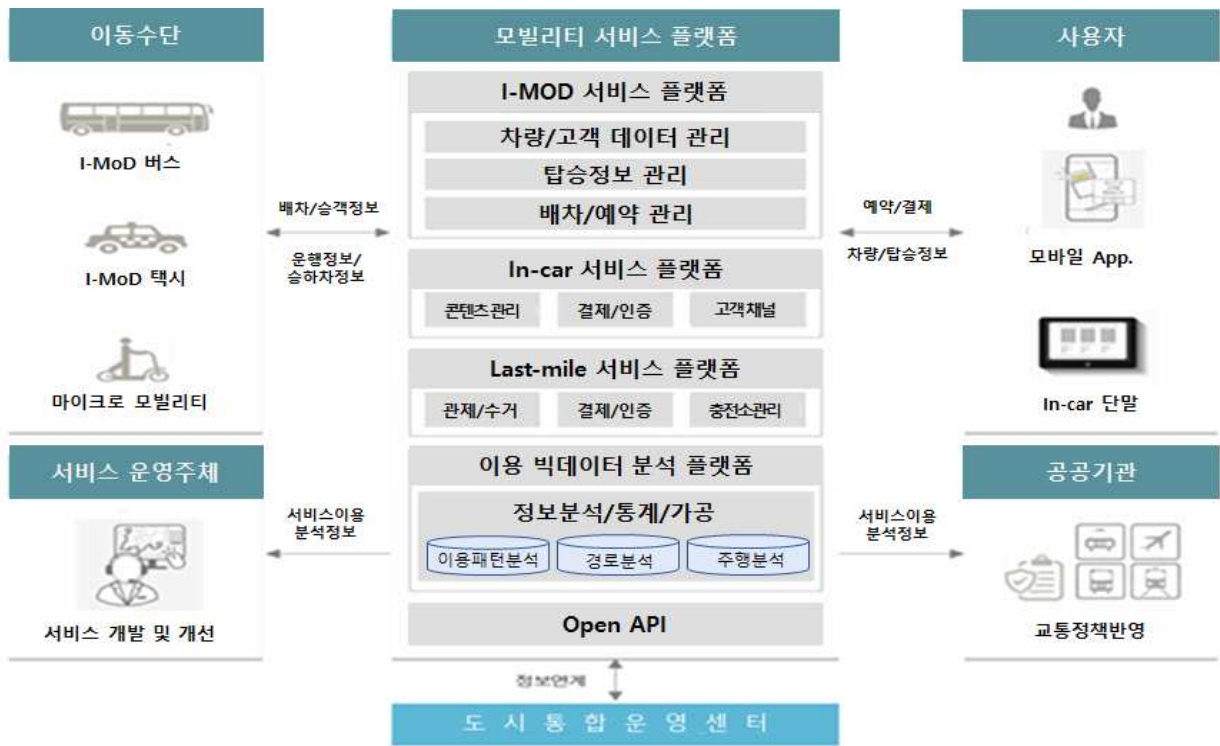 이동수단
I-MoD 버스
I-MoD 택시
마이크로 모빌리티
배차/승객정보
운행정보/
승하차정보
모빌리티 서비스 플랫폼
I-MOD 서비스 플랫폼
차량/고객 데이터 관리
탑승정보 관리
배차/예약 관리
In-car 서비스 플랫폼
콘텐츠관리 결제/인증 고객채널
Last-mile 서비스 플랫폼
관제/수거 결제/인증 충전소관리
예약/결제
차량/탑승정보
사용자
모바일 App.
In-car 단말
서비스 운영주체
서비스 개발 및 개선
서비스이용
분석정보
이용 빅데이터 분석 플랫폼
정보분석/통계/가공
이용패턴분석 경로분석 주행분석
Open API
서비스이용
분석정보
공공기관
교통정책반영
정보연계
도시통합운영센터